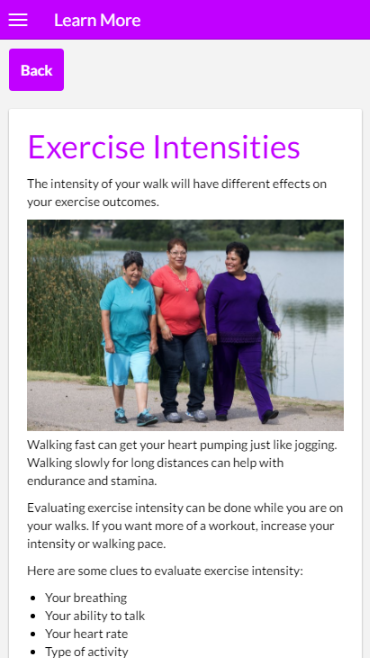 Learn More
Back
Exercise Intensities
The intensity of your walk will have different effects on
your exercise outcomes.
Walking fast can get your heart pumping just like jogging.
Walking slowly for long distances can help with
endurance and stamina.
Evaluating exercise intensity can be done while you are on
your walks. If you want more of a workout, increase your
intensity or walking pace.
Here are some clues to evaluate exercise intensity:
• Your breathing
• Your ability to talk
• Your heart rate
• Type of activity